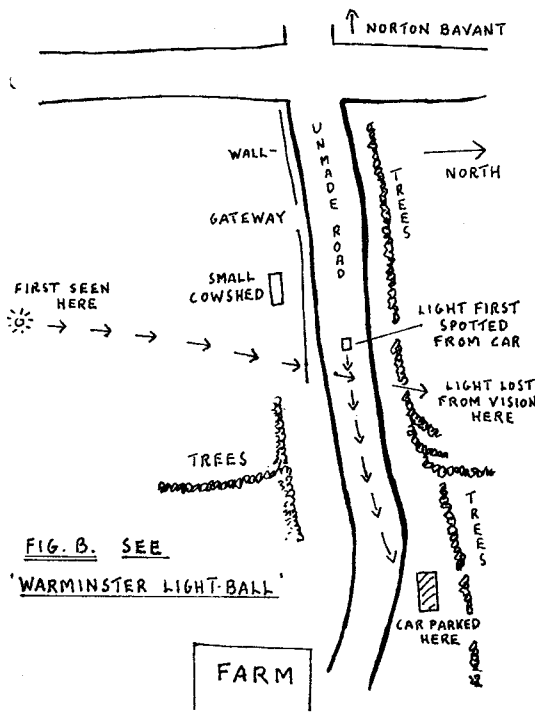 NORTON BAVANT
UNMADE ROAD
WALL
TREES
NORTH
GATEWAY
SMALL
COWSHED
FIRST SEEN
HERE
LIGHT FIRST
SPOTTED
FROM CAR
LIGHT LOST
FROM VISION
HERE
TREES
TREES
FIG. B. SEE
'WARMINSTER LIGHT-BALL'
CAR PARKED
HERE
FARM